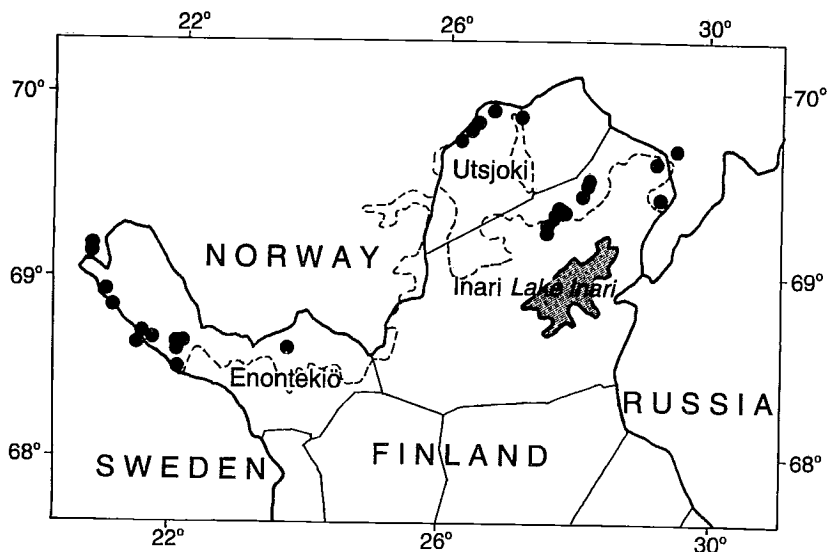 22° 26° 30°
70° 70°
Utsjoki
NORWAY
69° 69°
Inari Lake Inari
Enontekiö
RUSSIA
68° 68°
SWEDEN FINLAND
22° 26° 30°